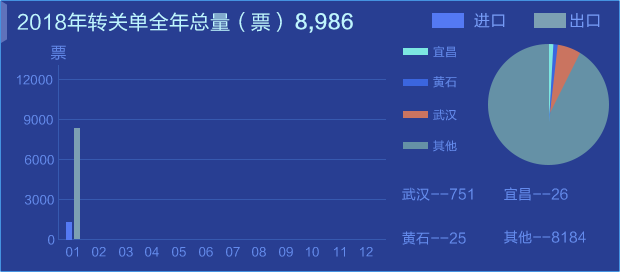 2018年转关单全年总量（票）8,986
进口 出口
票
12000
9000
6000
3000
0
01 02 03 04 05 06 07 08 09 10 11 12
宜昌
黄石
武汉
其他
武汉--751 宜昌--26
黄石--25 其他--8184